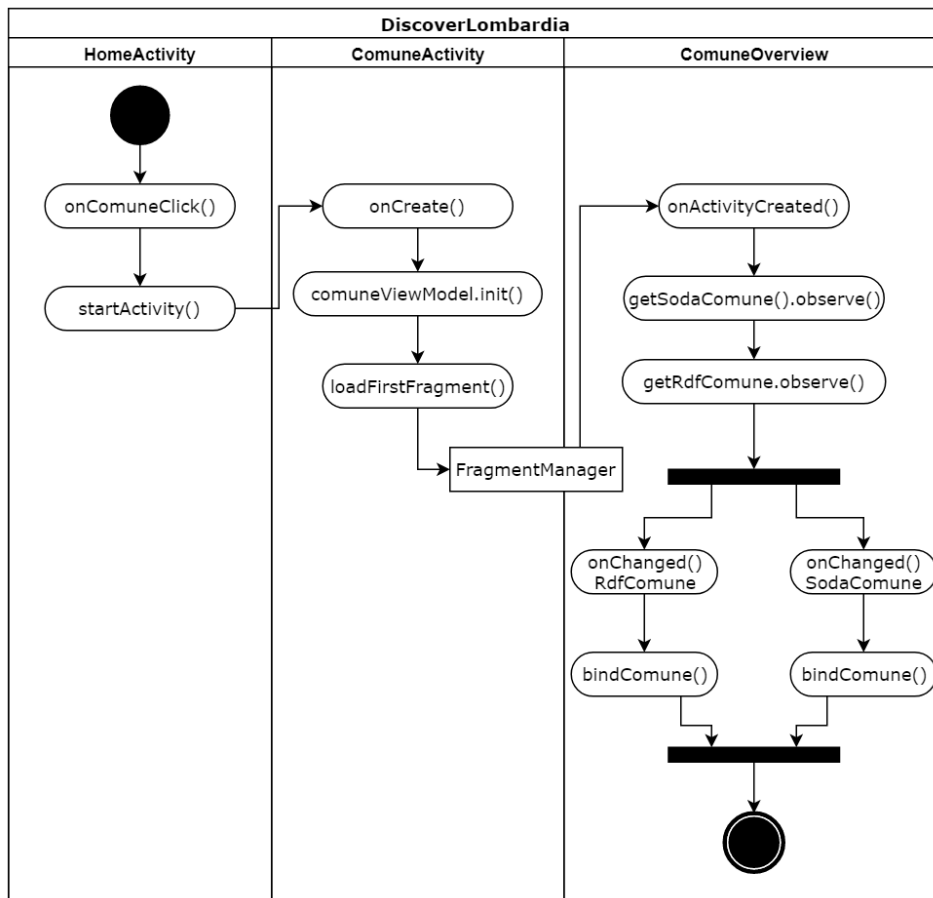 DiscoverLombardia
HomeActivity
ComuneActivity
ComuneOverview
onComuneClick()
startActivity()
onCreate()
comuneViewModel.init()
loadFirstFragment()
FragmentManager
onActivityCreated()
getSodaComune().observe()
getRdfComune.observe()
onChanged()
RdfComune
bindComune()
onChanged()
SodaComune
bindComune()